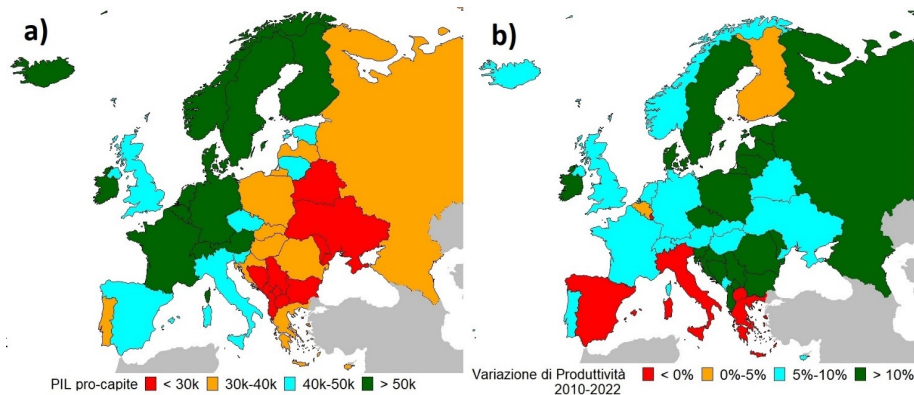 a)
PIL pro-capite < 30k 30k-40k 40k-50k > 50k
b)
Variazione di Produttività < 0% 0%-5% 5%-10% > 10%
2010-2022